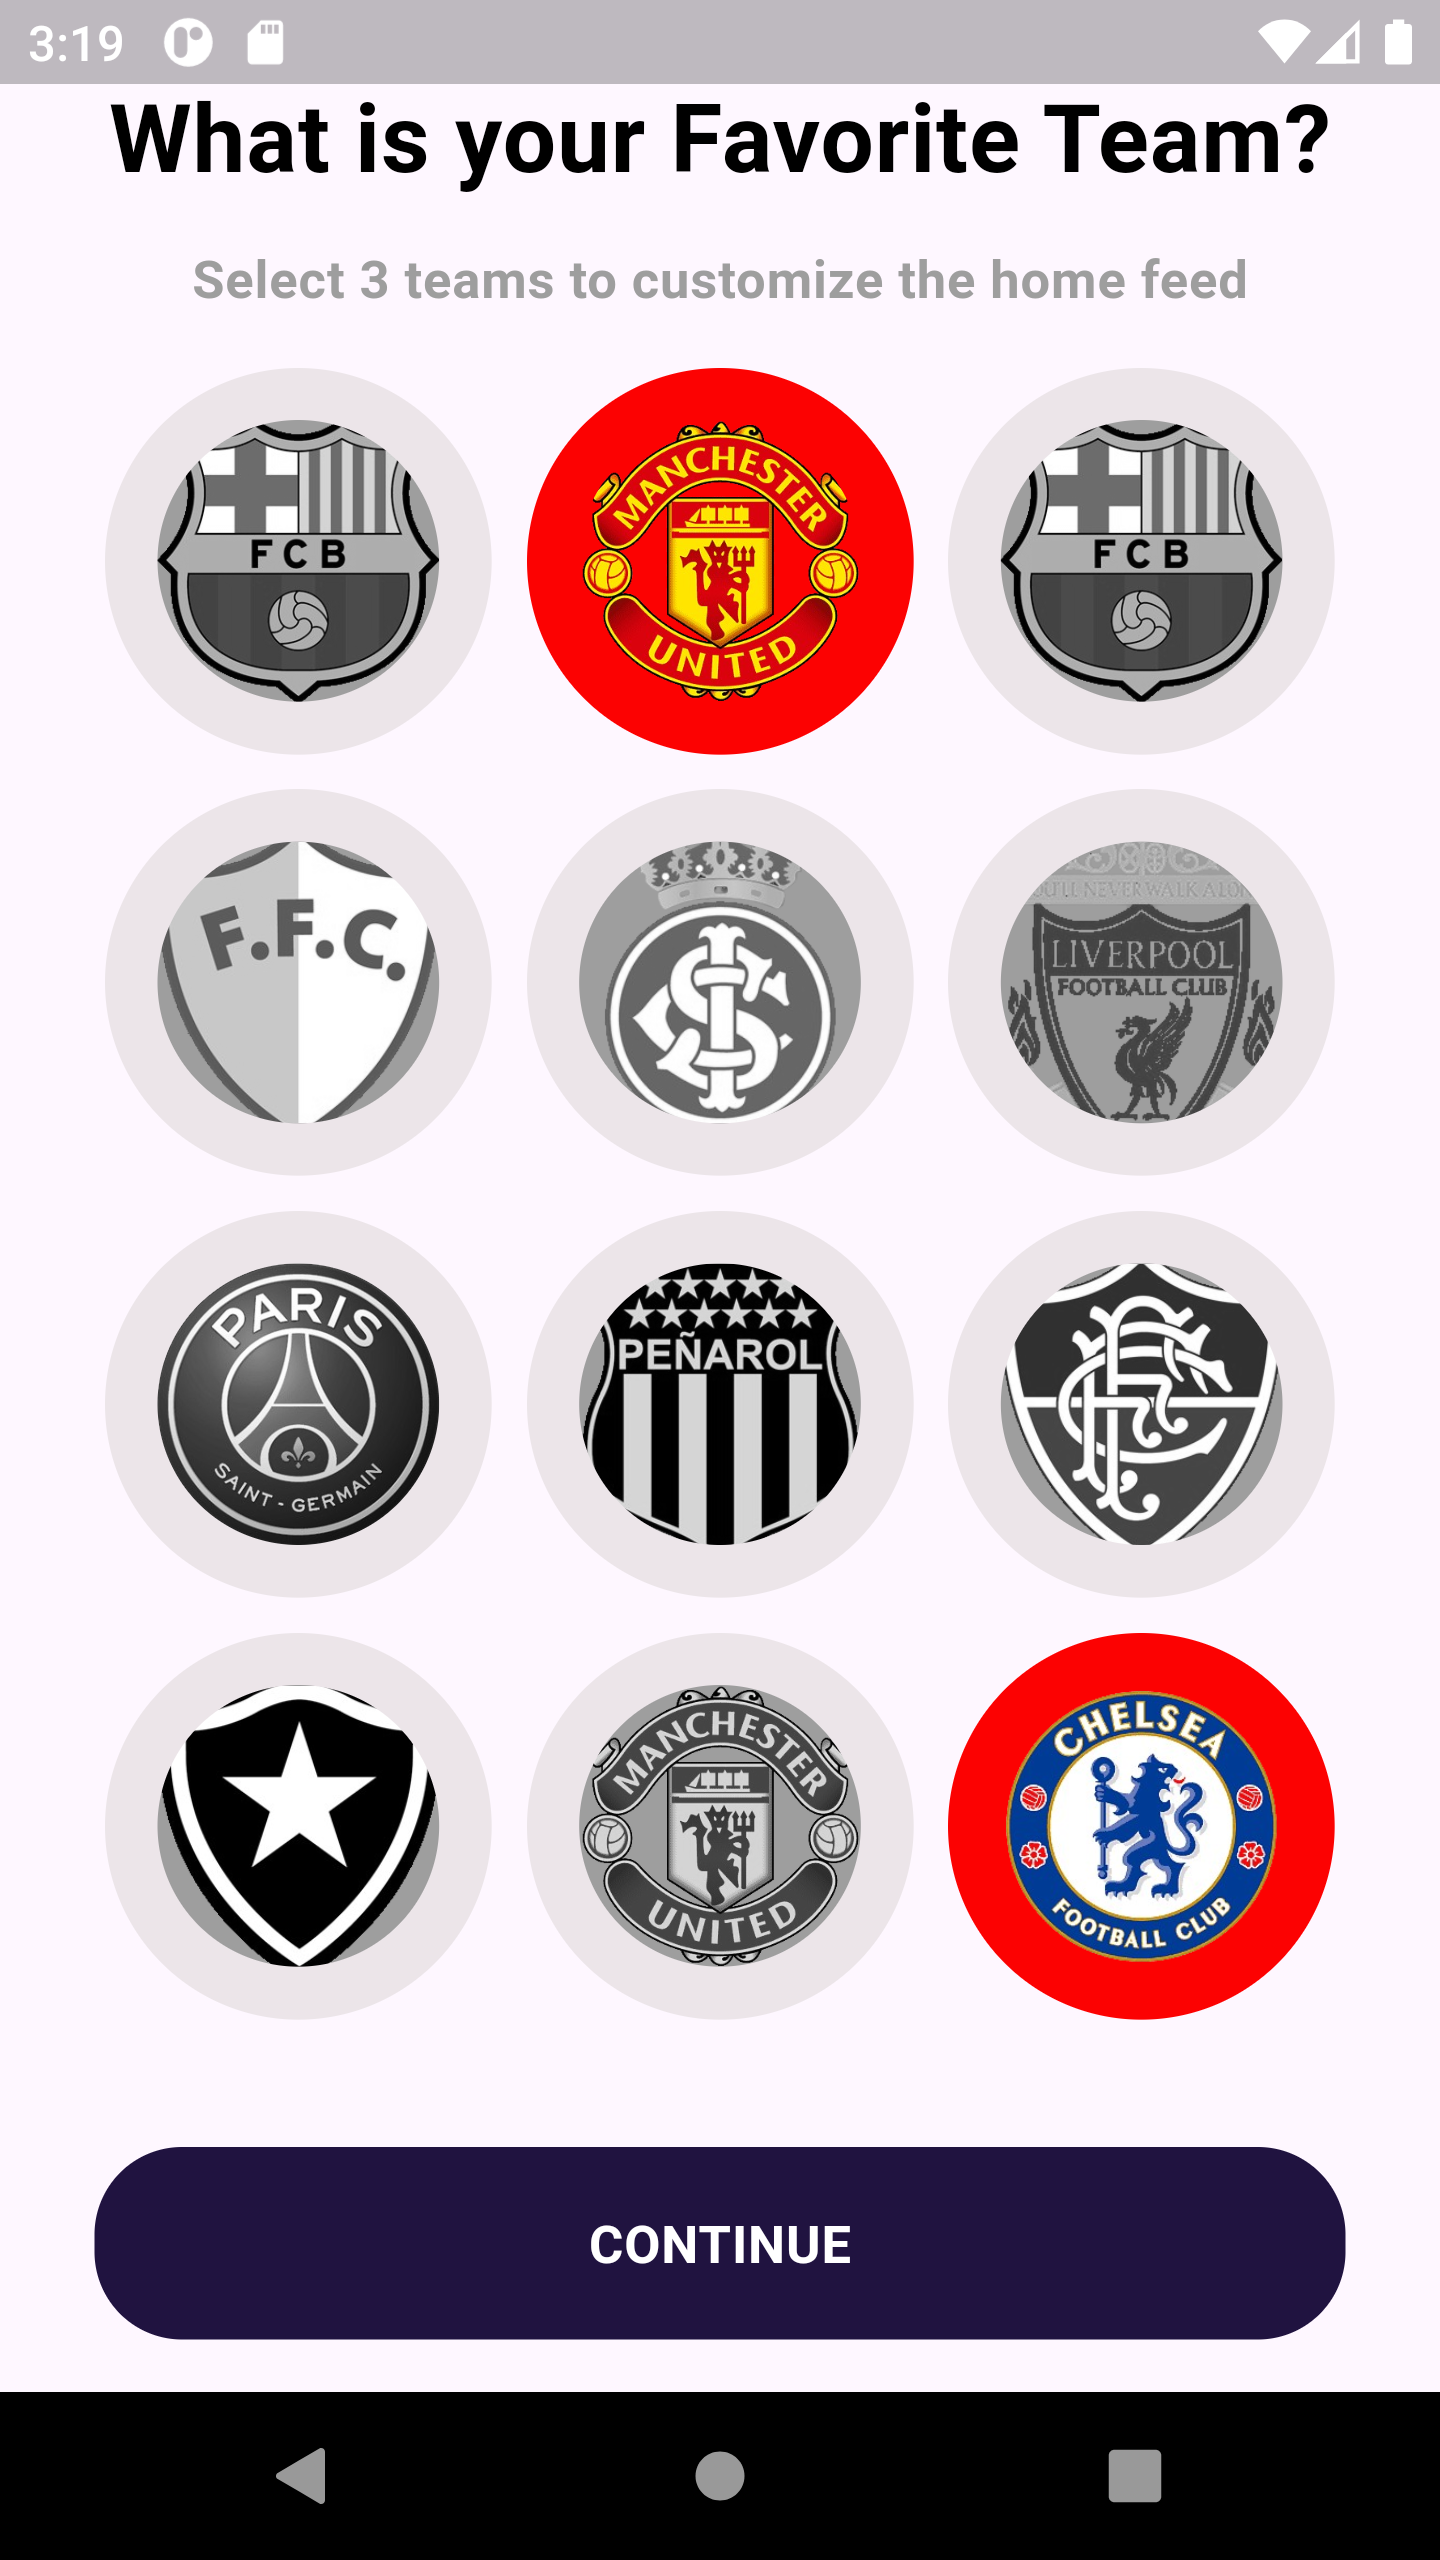 3:19
What is your Favorite Team?
Select 3 teams to customize the home feed
FCB
MANCHESTER
UNITED
FCB
F.F.C.
LIVERPOOL
FOOTBALL CLUB
PARIS
SAINT - GERMAIN
PEÑAROL
MANCHESTER
UNITED
CHELSEA
FOOTBALL CLUB
CONTINUE